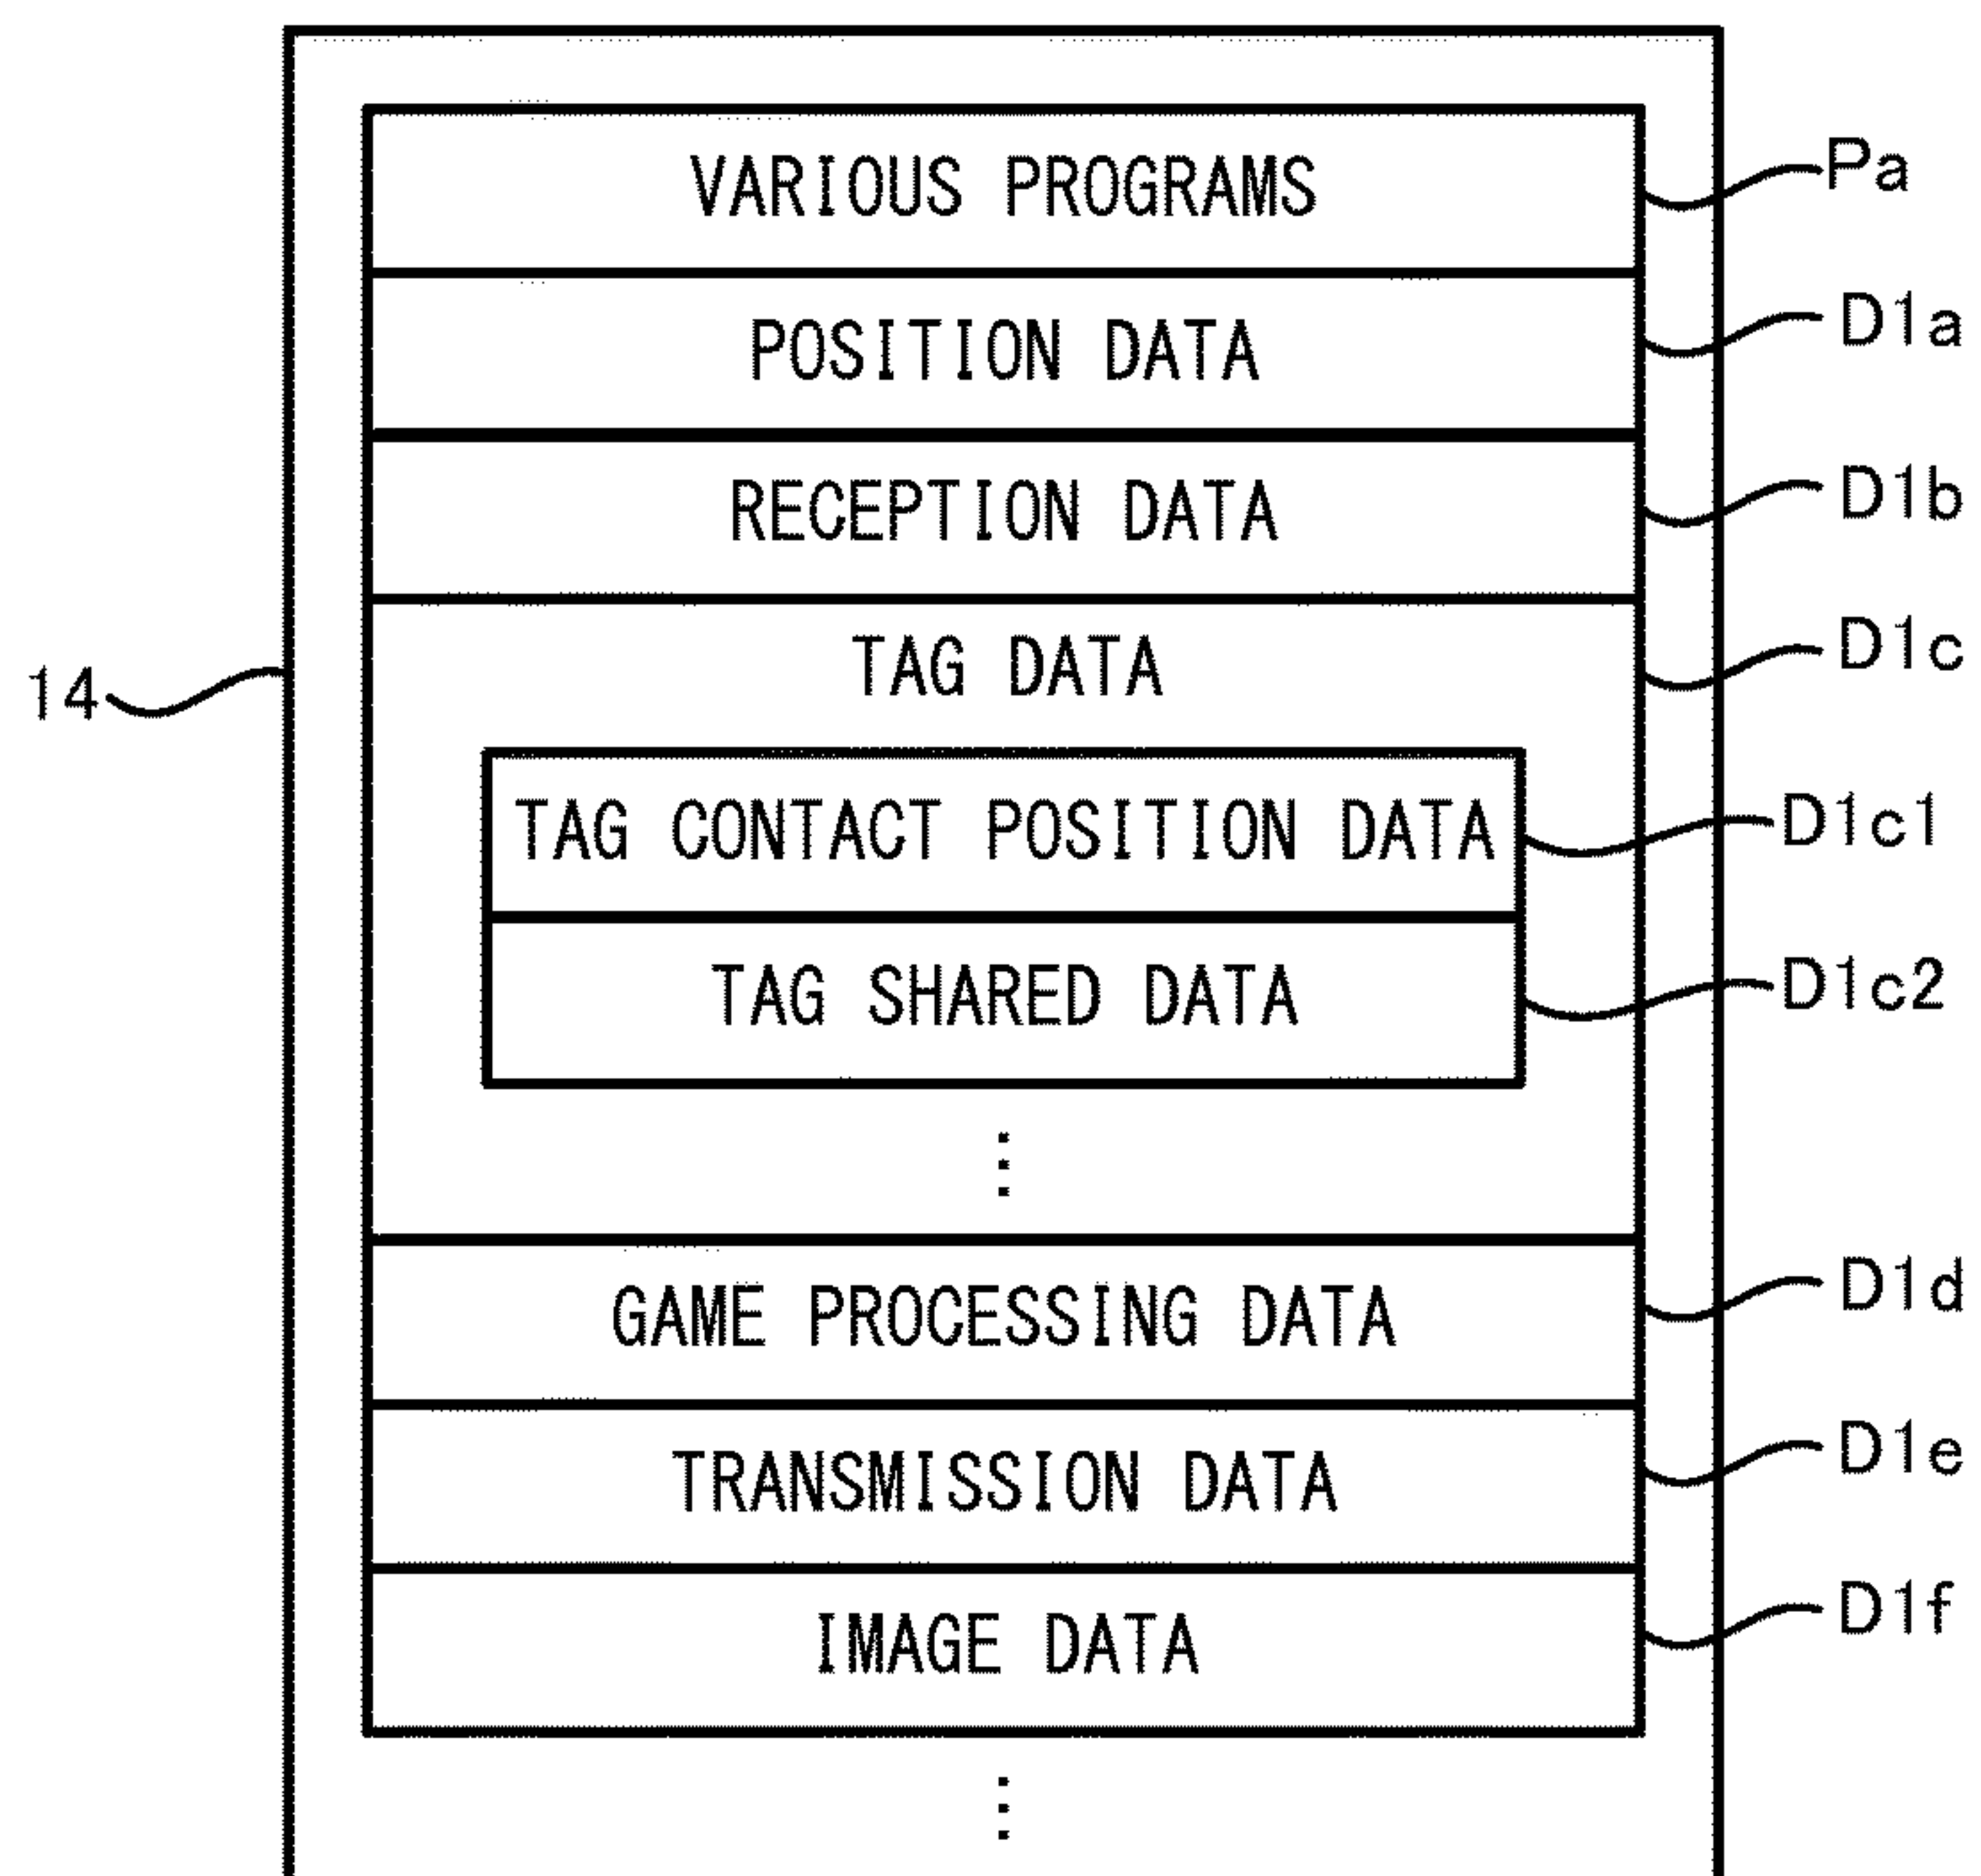 VARIOUS PROGRAMS Pa
POSITION DATA D1a
RECEPTION DATA D1b
TAG DATA D1c
14
TAG CONTACT POSITION DATA D1c1
TAG SHARED DATA D1c2
GAME PROCESSING DATA D1d
TRANSMISSION DATA D1e
IMAGE DATA D1f